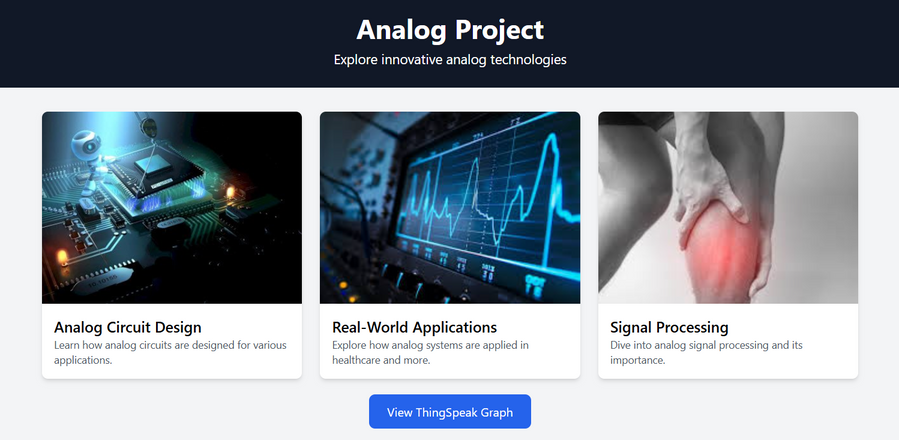 Analog Project
Explore innovative analog technologies
Analog Circuit Design
Learn how analog circuits are designed for various
applications.
Real-World Applications
Explore how analog systems are applied in
healthcare and more.
Signal Processing
Dive into analog signal processing and its
importance.
View ThingSpeak Graph